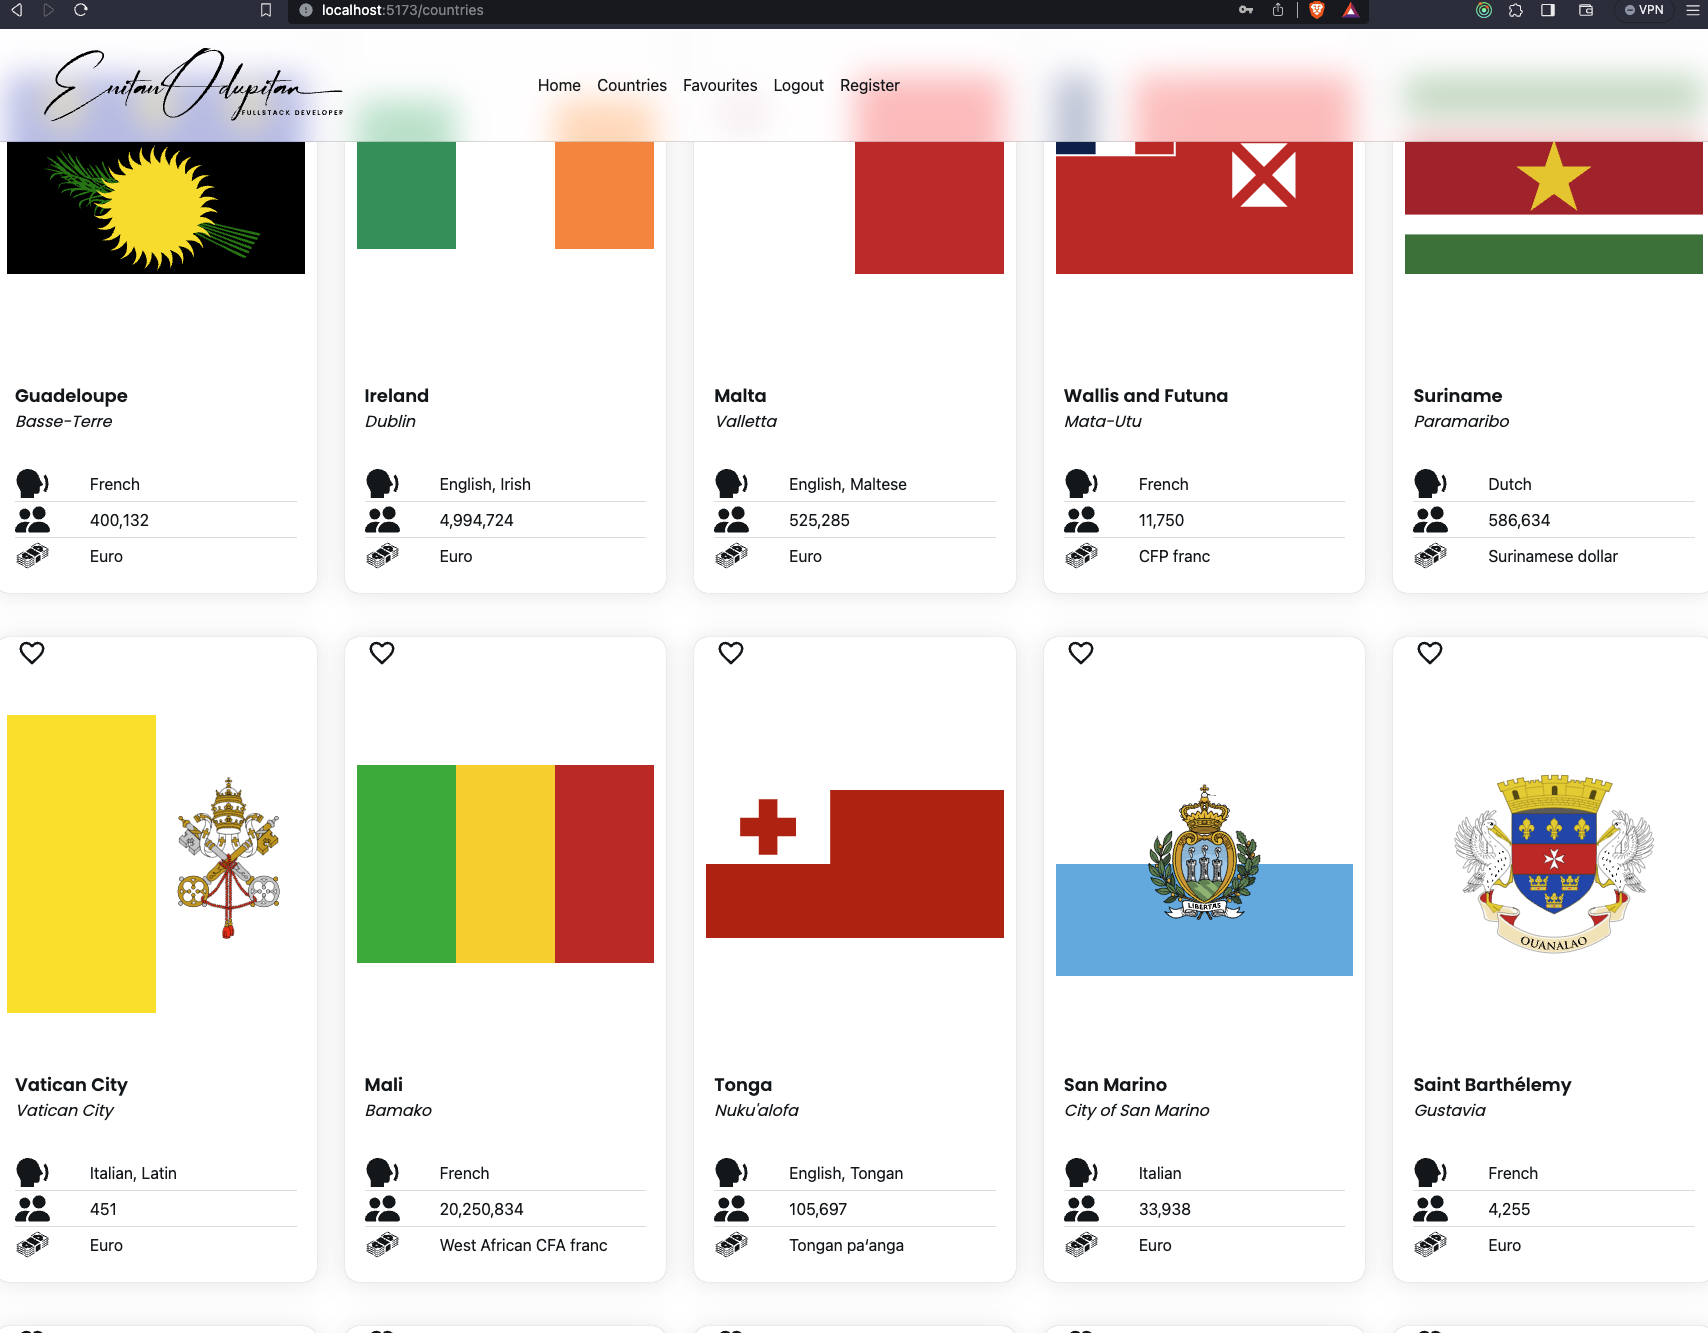 localhost:5173/countries
VPN
Enitan Odupitan
FULLSTACK DEVELOPER
Home Countries Favourites Logout Register
Guadeloupe
Basse-Terre
French
400,132
Euro
Ireland
Dublin
English, Irish
4,994,724
Euro
Malta
Valletta
English, Maltese
525,285
Euro
Wallis and Futuna
Mata-Utu
French
11,750
CFP franc
Suriname
Paramaribo
Dutch
586,634
Surinamese dollar
Vatican City
Vatican City
Italian, Latin
451
Euro
Mali
Bamako
French
20,250,834
West African CFA franc
Tonga
Nuku'alofa
English, Tongan
105,697
Tongan paʻanga
LIBERTAS
San Marino
City of San Marino
Italian
33,938
Euro
OUANALAO
Saint Barthélemy
Gustavia
French
4,255
Euro